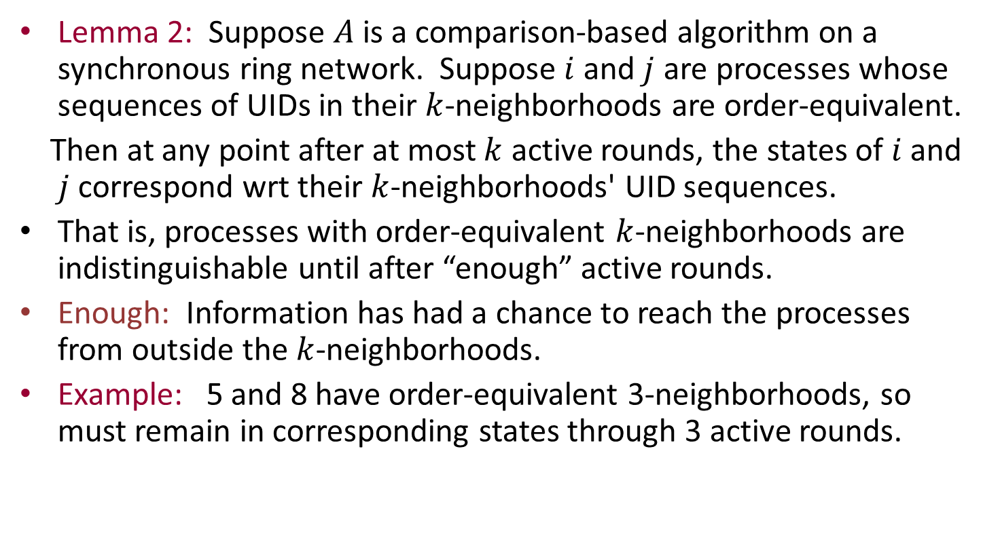 • Lemma 2: Suppose A is a comparison-based algorithm on a
synchronous ring network. Suppose i and j are processes whose
sequences of UIDs in their k-neighborhoods are order-equivalent.
Then at any point after at most k active rounds, the states of i and
j correspond wrt their k-neighborhoods' UID sequences.
• That is, processes with order-equivalent k-neighborhoods are
indistinguishable until after “enough” active rounds.
• Enough: Information has had a chance to reach the processes
from outside the k-neighborhoods.
• Example: 5 and 8 have order-equivalent 3-neighborhoods, so
must remain in corresponding states through 3 active rounds.